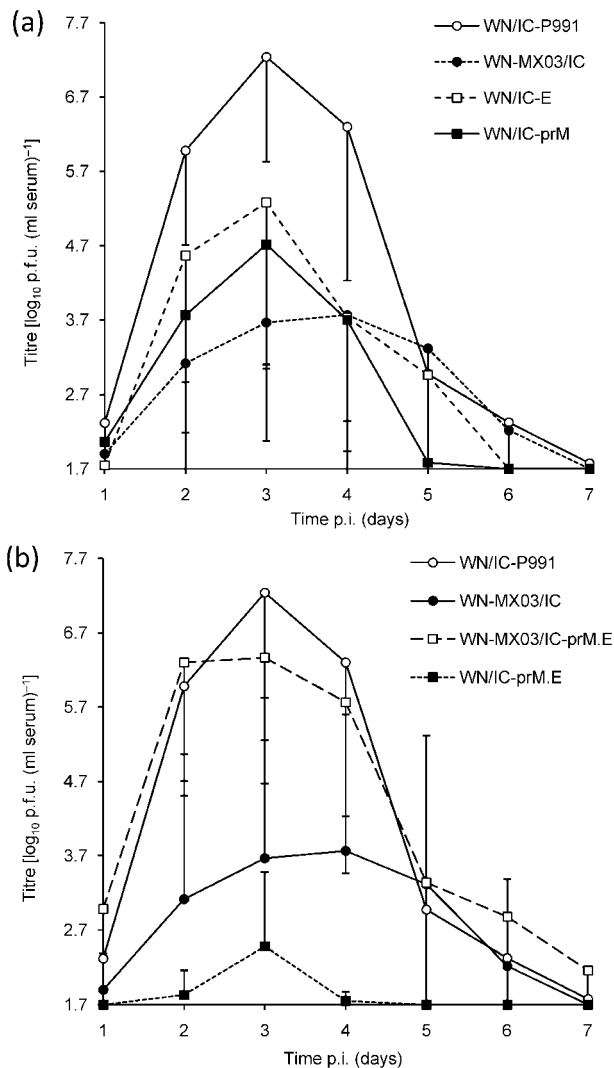 (a)
7.7
6.7
5.7
4.7
3.7
2.7
1.7
Titre [log₁₀ p.f.u. (ml serum)⁻¹]
WN/IC-P991
WN-MX03/IC
WN/IC-E
WN/IC-prM
1 2 3 4 5 6 7
Time p.i. (days)
(b)
7.7
6.7
5.7
4.7
3.7
2.7
1.7
Titre [log₁₀ p.f.u. (ml serum)⁻¹]
WN/IC-P991
WN-MX03/IC
WN-MX03/IC-prM.E
WN/IC-prM.E
1 2 3 4 5 6 7
Time p.i. (days)